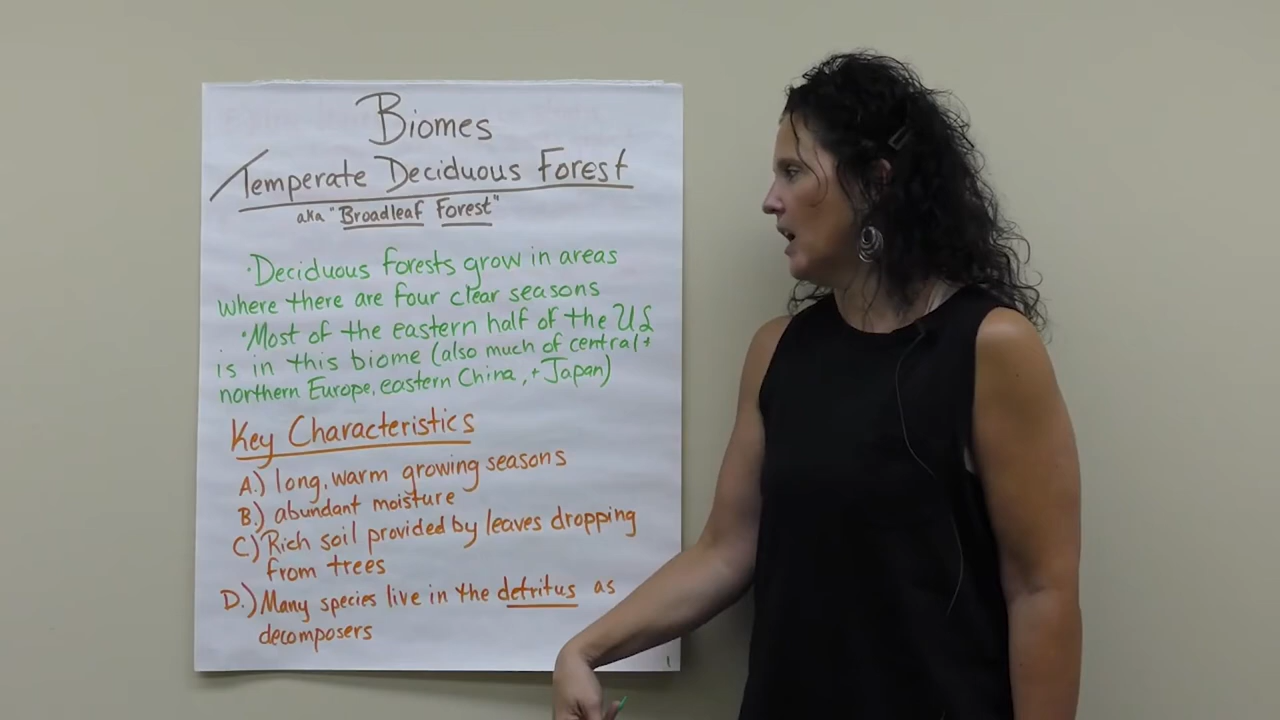 Biomes
Temperate Deciduous Forest
aka "Broadleaf Forest"
·Deciduous forests grow in areas
where there are four clear seasons
·Most of the eastern half of the US
is in this biome (also much of central +
northern Europe, eastern China, + Japan)
Key Characteristics
A.) long, warm growing seasons
B.) abundant moisture
C.) Rich soil provided by leaves dropping
from trees
D.) Many species live in the detritus as
decomposers
1